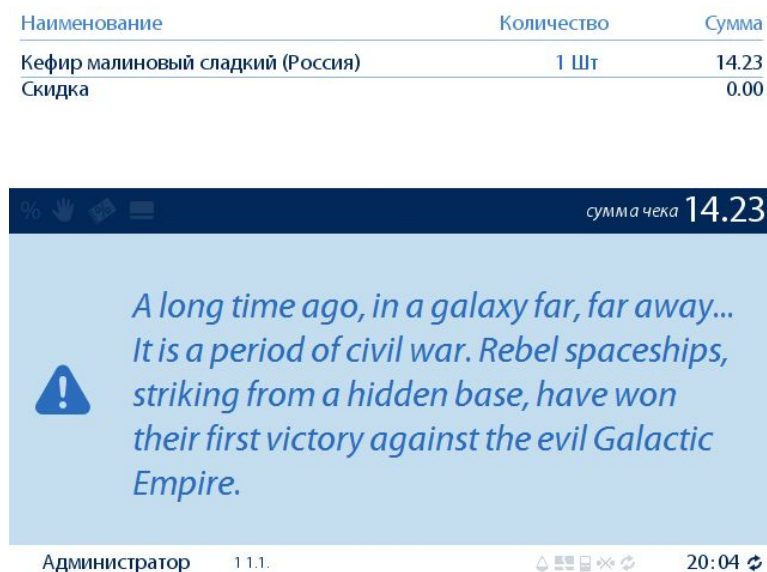 Наименование Количество Сумма
Кефир малиновый сладкий (Россия) 1 Шт 14.23
Скидка 0.00
% сумма чека 14.23
A long time ago, in a galaxy far, far away...
It is a period of civil war. Rebel spaceships,
striking from a hidden base, have won
their first victory against the evil Galactic
Empire.
Администратор 1 1.1. 20:04